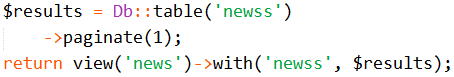 $results = Db::table('newss')
->paginate(1);
return view('news')->with('newss', $results);